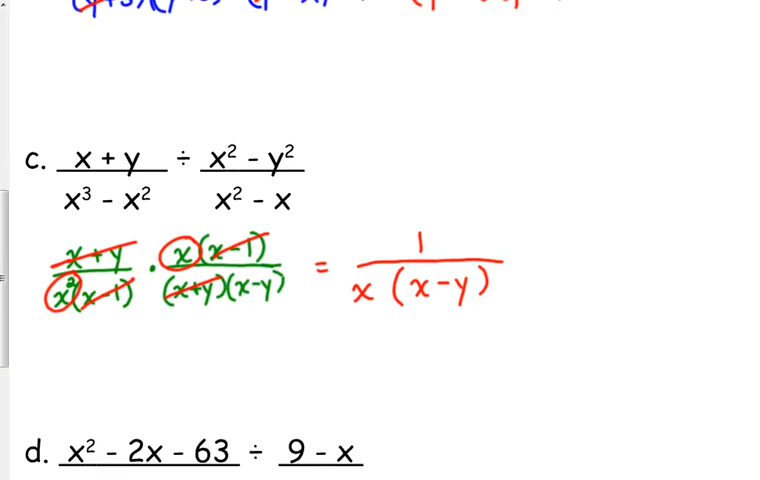 c. x + y ÷ x² - y²
x³ - x² x² - x
x + y · x(x-1) = 1
x²(x-1) (x+y)(x-y) x (x-y)
d. x² - 2x - 63 ÷ 9 - x